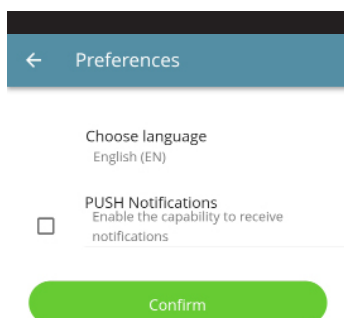 Preferences
Choose language
English (EN)
PUSH Notifications
Enable the capability to receive
notifications
Confirm